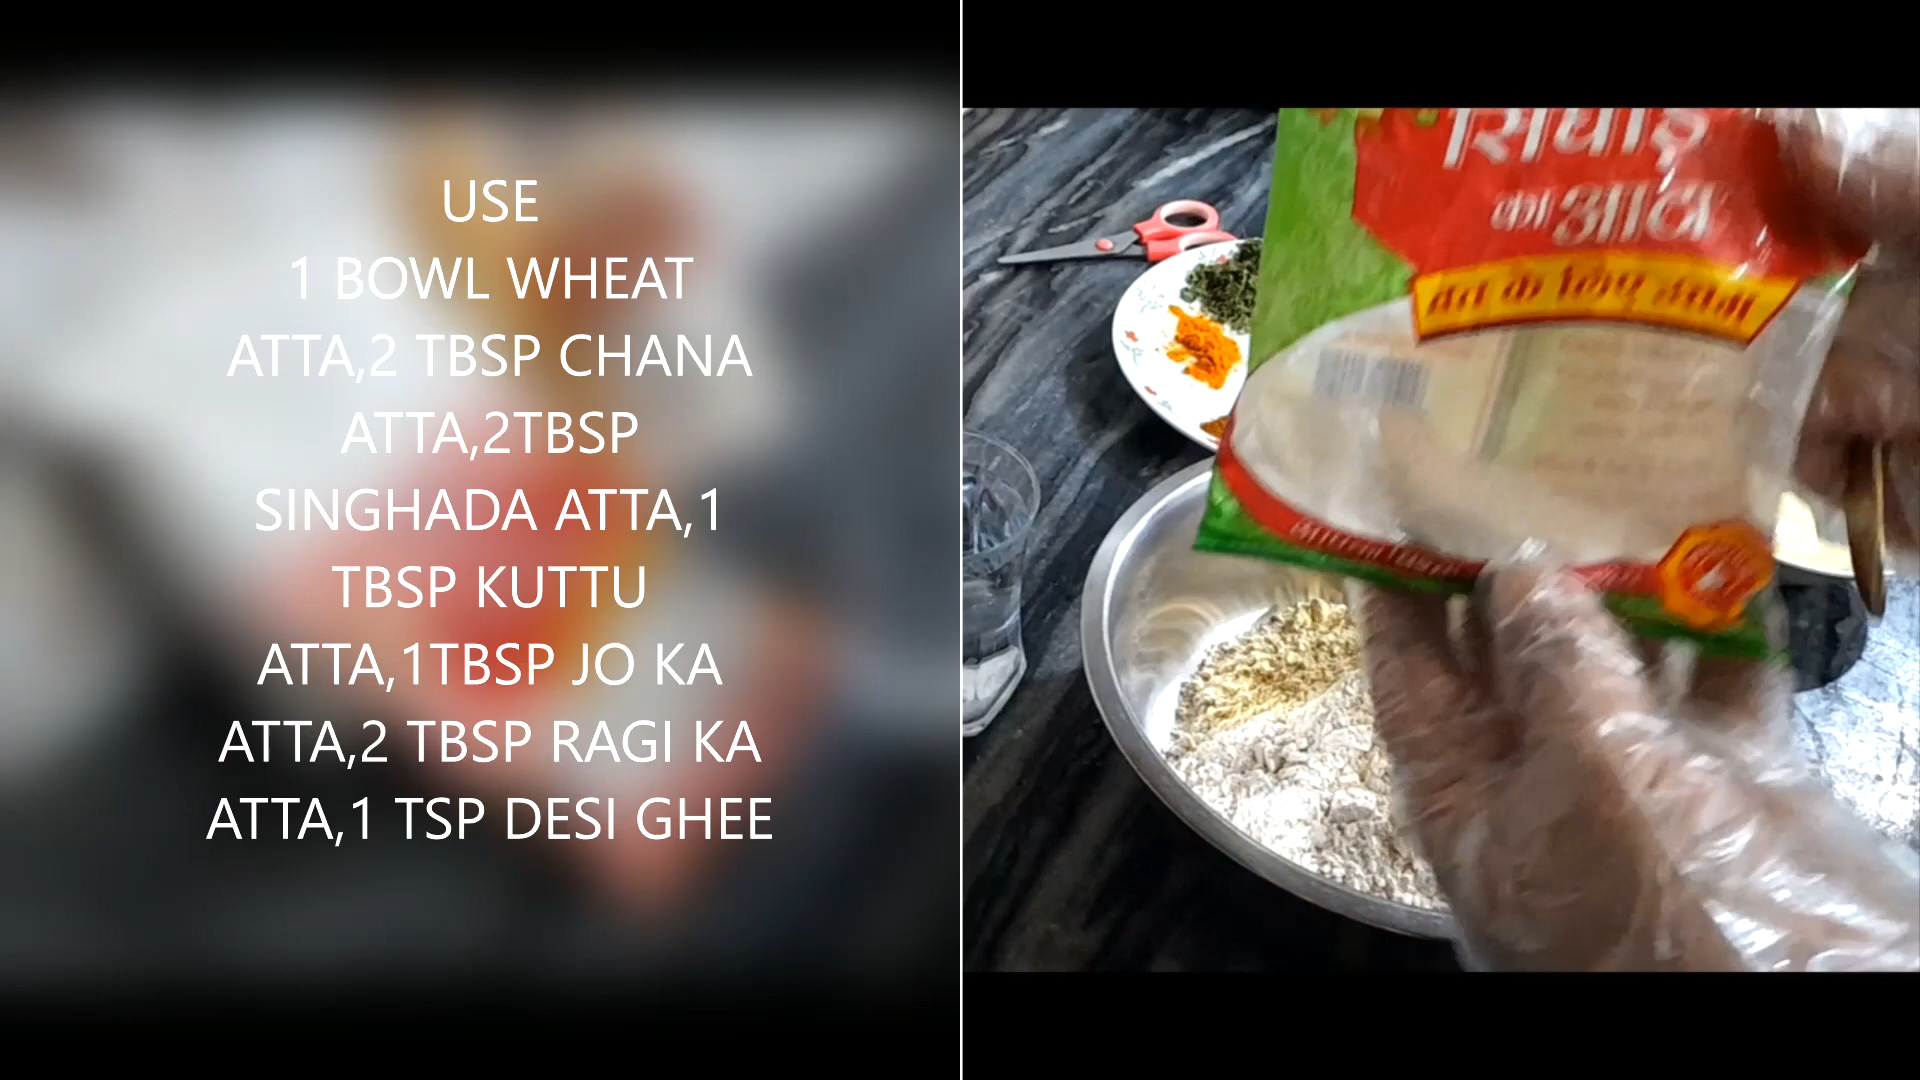 USE
1 BOWL WHEAT
ATTA,2 TBSP CHANA
ATTA,2TBSP
SINGHADA ATTA,1
TBSP KUTTU
ATTA,1TBSP JO KA
ATTA,2 TBSP RAGI KA
ATTA,1 TSP DESI GHEE
सिंघाड़े
का आटा
व्रत के लिए